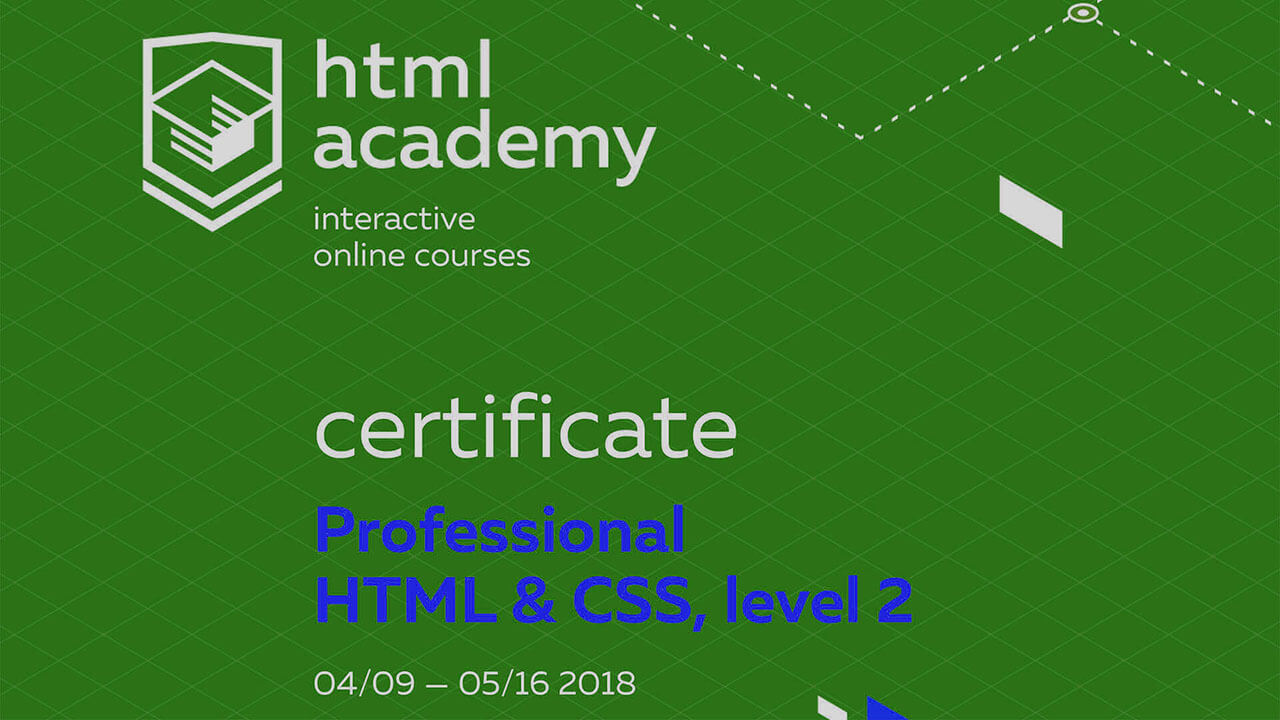 html
academy
interactive
online courses
certificate
Professional
HTML & CSS, level 2
04/09 — 05/16 2018